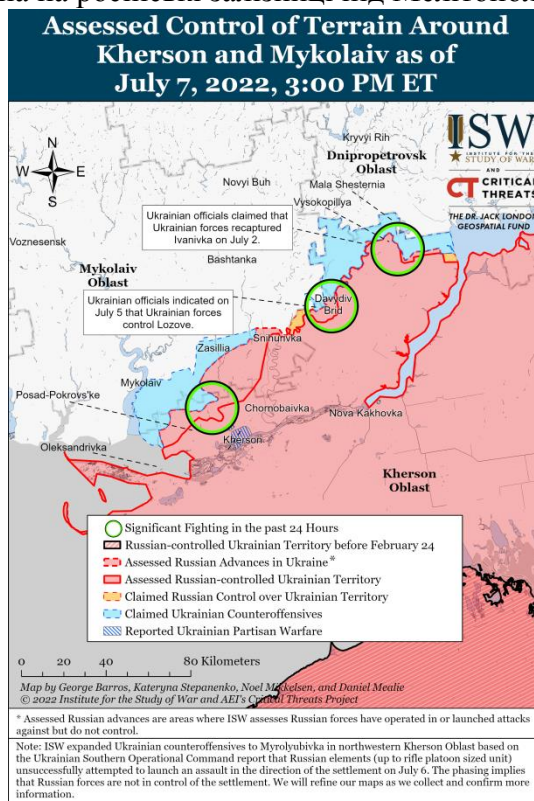 на на російські залізниці під Мелітопол
Assessed Control of Terrain Around
Kherson and Mykolaiv as of
July 7, 2022, 3:00 PM ET
N
W E
S
ISW
INSTITUTE FOR THE
STUDY OF WAR
AND
CT CRITICAL
THREATS
THE DR. JACK LONDON
GEOSPATIAL FUND
Kryvyi Rih
Dnipropetrovsk
Oblast
Novyi Buh
Mala Shesternia
Vysokopillya
Ukrainian officials claimed that
Ukrainian forces recaptured
Ivanivka on July 2.
Voznesensk
Bashtanka
Mykolaiv
Oblast
Ukrainian officials indicated on
July 5 that Ukrainian forces
control Lozove.
Davydiv
Brid
Snihurivka
Zasillia
Mykolaiv
Posad-Pokrovs'ke
Chornobaivka
Nova Kakhovka
Kherson
Oleksandrivka
Kherson
Oblast
Significant Fighting in the past 24 Hours
Russian-controlled Ukrainian Territory before February 24
Assessed Russian Advances in Ukraine*
Assessed Russian-controlled Ukrainian Territory
Claimed Russian Control over Ukrainian Territory
Claimed Ukrainian Counteroffensives
Reported Ukrainian Partisan Warfare
0 20 40 80 Kilometers
Map by George Barros, Kateryna Stepanenko, Noel Mikkelsen, and Daniel Mealie
© 2022 Institute for the Study of War and AEI's Critical Threats Project
* Assessed Russian advances are areas where ISW assesses Russian forces have operated in or launched attacks
against but do not control.
Note: ISW expanded Ukrainian counteroffensives to Myrolyubivka in northwestern Kherson Oblast based on
the Ukrainian Southern Operational Command report that Russian elements (up to rifle platoon sized unit)
unsuccessfully attempted to launch an assault in the direction of the settlement on July 6. The phasing implies
that Russian forces are not in control of the settlement. We will refine our maps as we collect and confirm more
information.